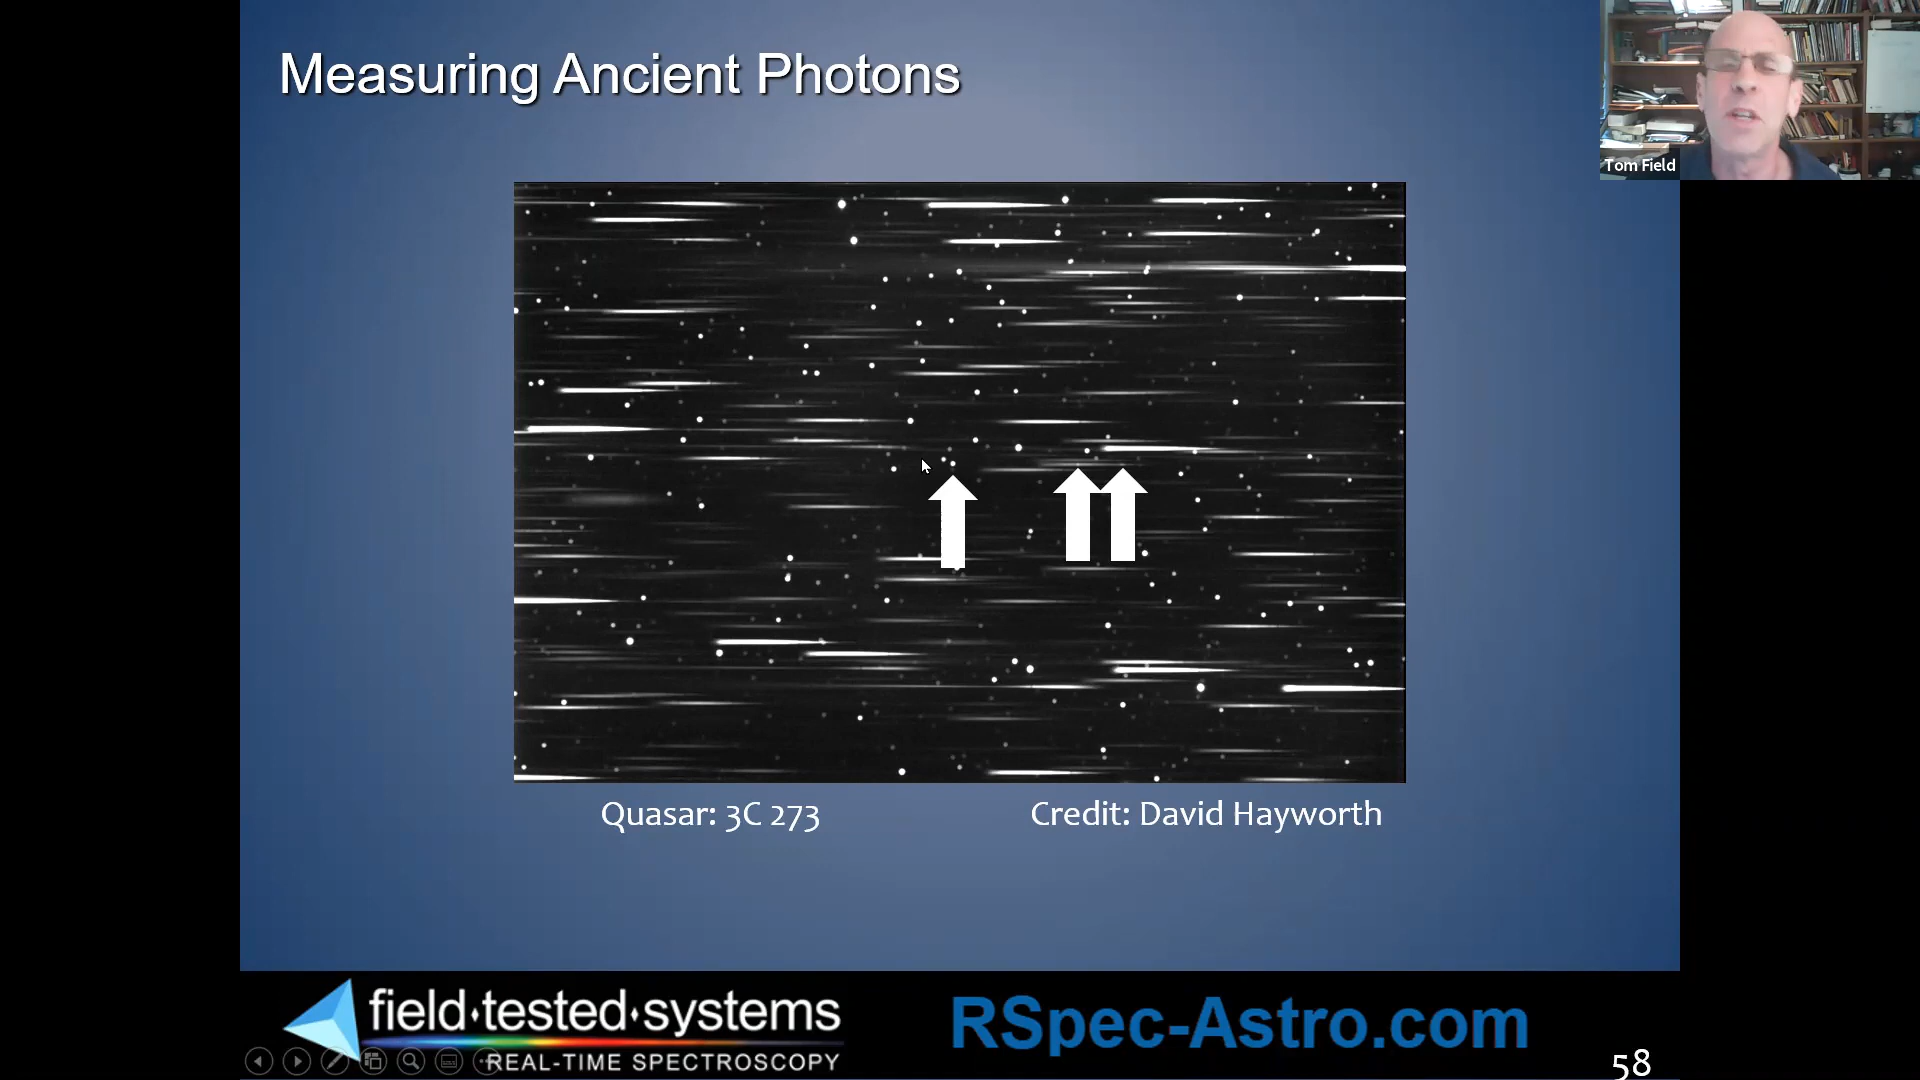 Measuring Ancient Photons
Tom Field
Quasar: 3C 273
Credit: David Hayworth
field·tested·systems
REAL-TIME SPECTROSCOPY
RSpec-Astro.com
58